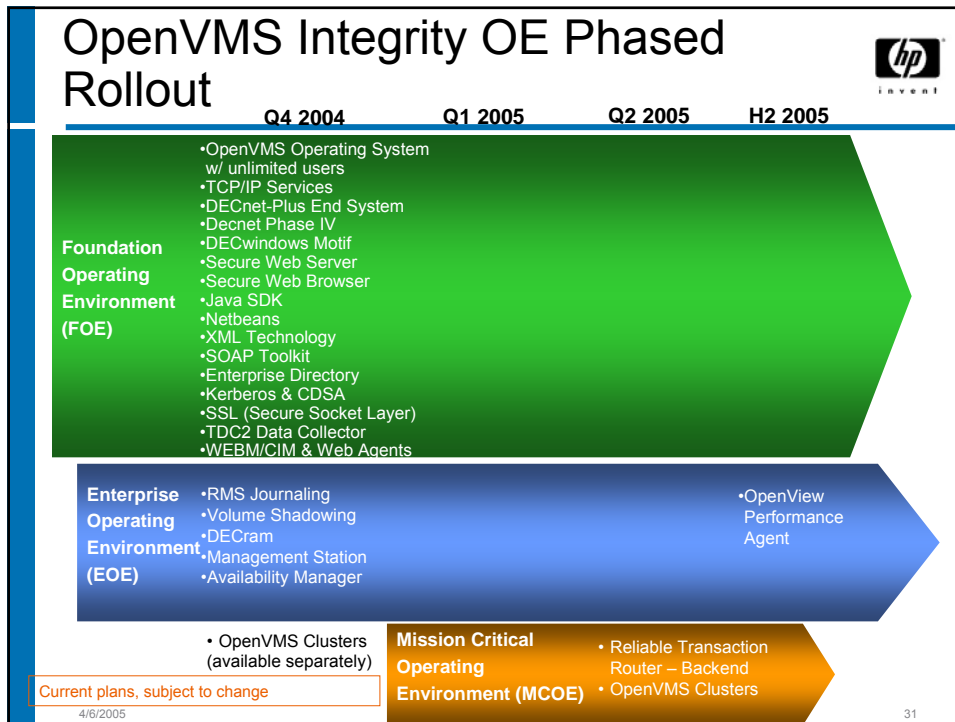 OpenVMS Integrity OE Phased
Rollout
hp
invent
Q4 2004
Q1 2005
Q2 2005
H2 2005
Foundation
Operating
Environment
(FOE)
•OpenVMS Operating System
w/ unlimited users
•TCP/IP Services
•DECnet-Plus End System
•Decnet Phase IV
•DECwindows Motif
•Secure Web Server
•Secure Web Browser
•Java SDK
•Netbeans
•XML Technology
•SOAP Toolkit
•Enterprise Directory
•Kerberos & CDSA
•SSL (Secure Socket Layer)
•TDC2 Data Collector
•WEBM/CIM & Web Agents
Enterprise
Operating
Environment
(EOE)
•RMS Journaling
•Volume Shadowing
•DECram
•Management Station
•Availability Manager
•OpenView
Performance
Agent
• OpenVMS Clusters
(available separately)
Mission Critical
Operating
Environment (MCOE)
• Reliable Transaction
Router – Backend
• OpenVMS Clusters
Current plans, subject to change
4/6/2005
31